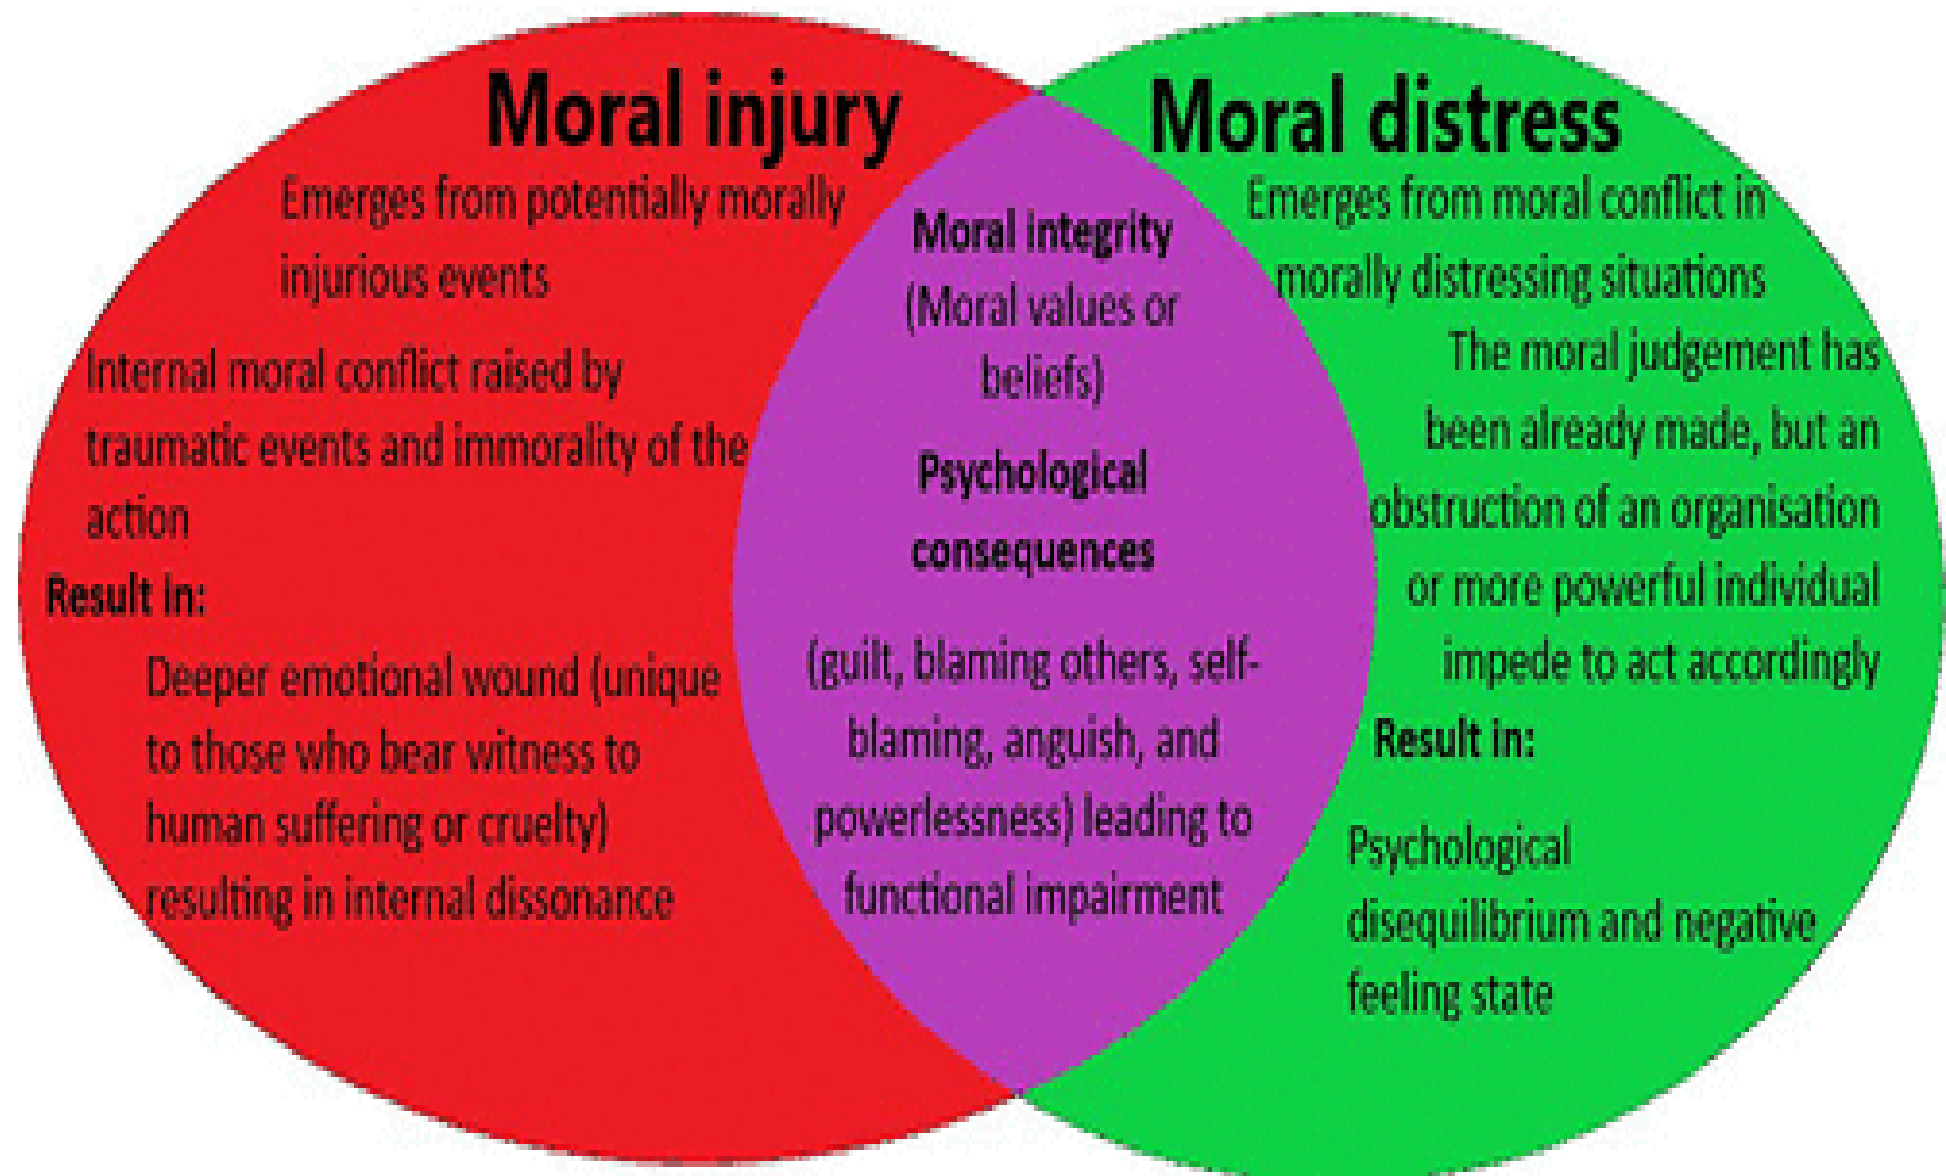 Moral injury
Emerges from potentially morally
injurious events
Internal moral conflict raised by
traumatic events and immorality of the
action
Result in:
Deeper emotional wound (unique
to those who bear witness to
human suffering or cruelty)
resulting in internal dissonance
Moral integrity
(Moral values or
beliefs)
Psychological
consequences
(guilt, blaming others, self-
blaming, anguish, and
powerlessness) leading to
functional impairment
Moral distress
Emerges from moral conflict in
morally distressing situations
The moral judgement has
been already made, but an
obstruction of an organisation
or more powerful individual
impede to act accordingly
Result in:
Psychological
disequilibrium and negative
feeling state